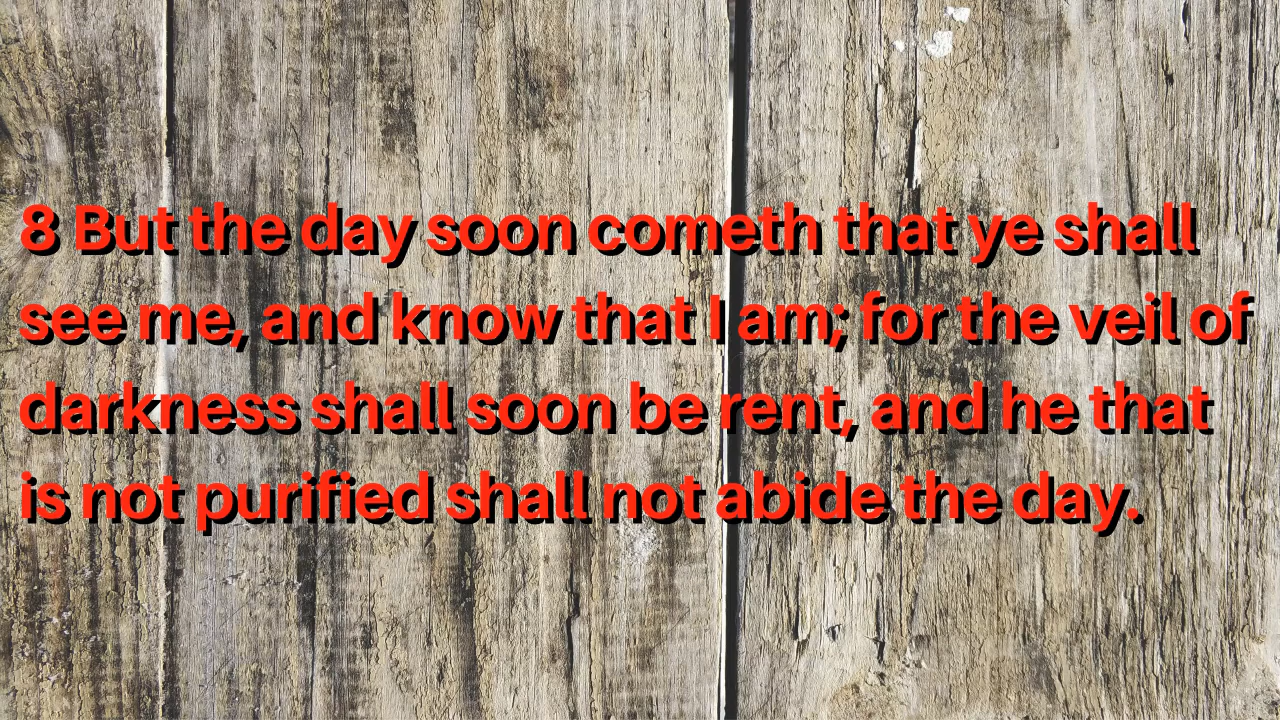 8 But the day soon cometh that ye shall
see me, and know that I am; for the veil of
darkness shall soon be rent, and he that
is not purified shall not abide the day.